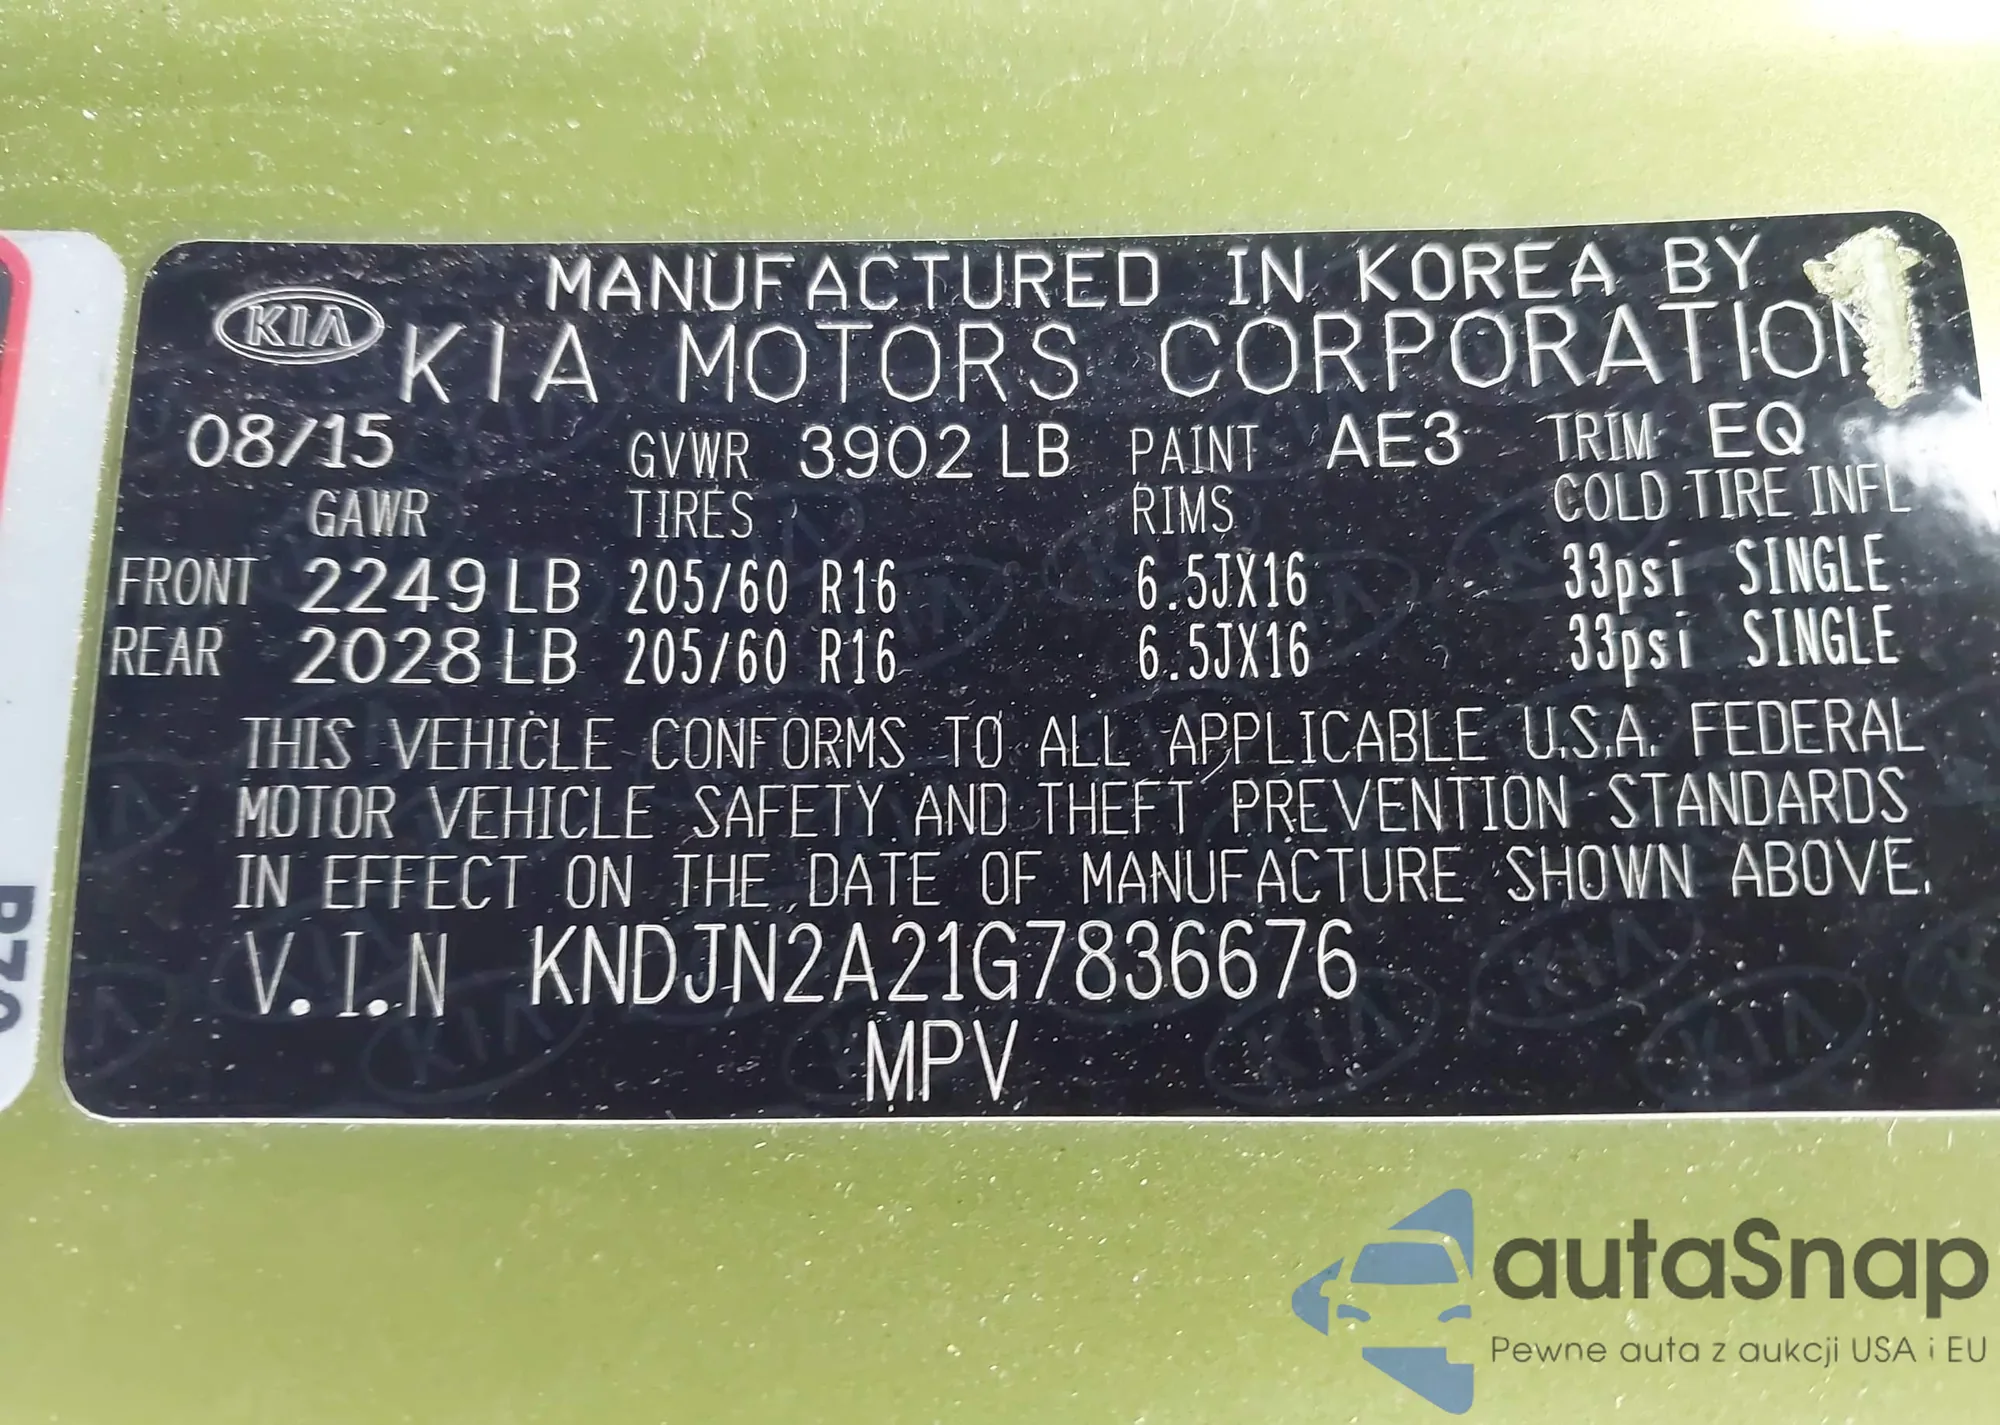 MANUFACTURED IN KOREA BY
KIA KIA MOTORS CORPORATION
08/15 GVWR 3902 LB PAINT AE3 TRIM EQ
GAWR TIRES RIMS COLD TIRE INFL
FRONT 2249 LB 205/60 R16 6.5JX16 33psi SINGLE
REAR 2028 LB 205/60 R16 6.5JX16 33psi SINGLE
THIS VEHICLE CONFORMS TO ALL APPLICABLE U.S.A. FEDERAL
MOTOR VEHICLE SAFETY AND THEFT PREVENTION STANDARDS
IN EFFECT ON THE DATE OF MANUFACTURE SHOWN ABOVE.
V.I.N KNDJN2A21G7836676
MPV
autaSnap
Pewne auta z aukcji USA i EU